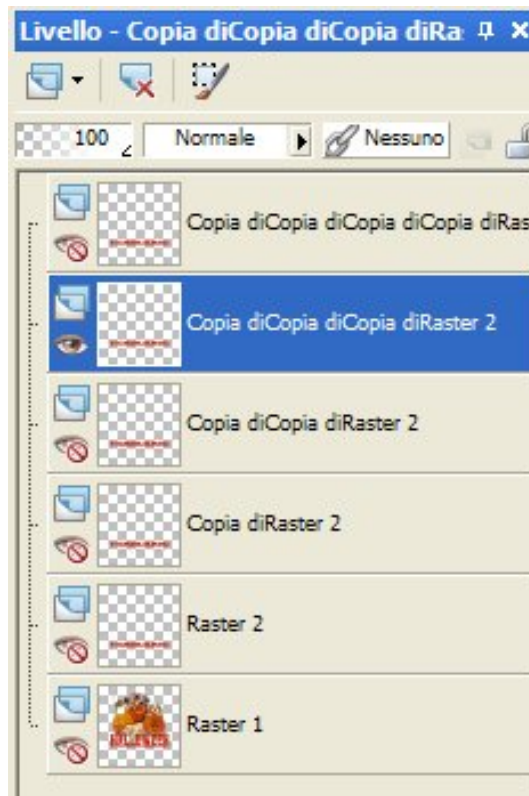 Livello - Copia diCopia diCopia diRa
100 Normale Nessuno
Copia diCopia diCopia diCopia diRas
Copia diCopia diCopia diRaster 2
Copia diCopia diRaster 2
Copia diRaster 2
Raster 2
Raster 1
HALLOWEEN